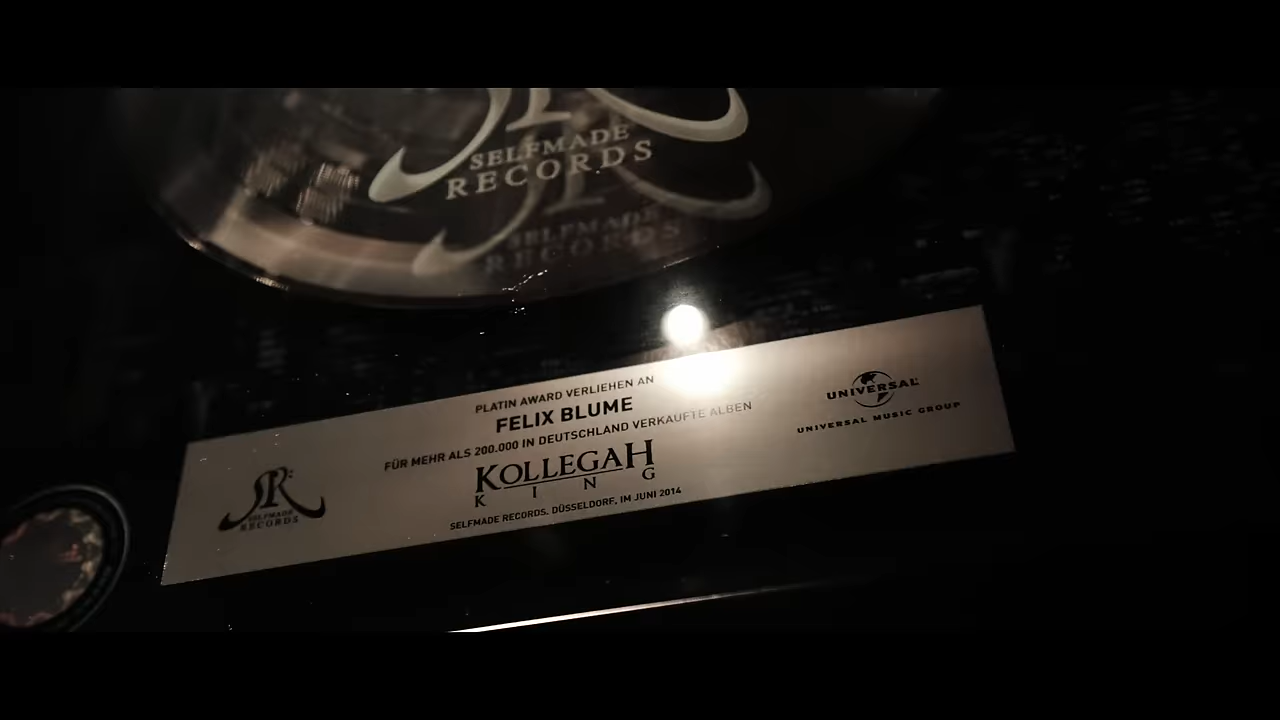 SELFMADE
RECORDS
SELFMADE
RECORDS
PLATIN AWARD VERLIEHEN AN
FELIX BLUME
FÜR MEHR ALS 200.000 IN DEUTSCHLAND VERKAUFTE ALBEN
KOLLEGAH
KING
SELFMADE RECORDS, DÜSSELDORF, IM JUNI 2014
SR
SELFMADE
RECORDS
UNIVERSAL
UNIVERSAL MUSIC GROUP